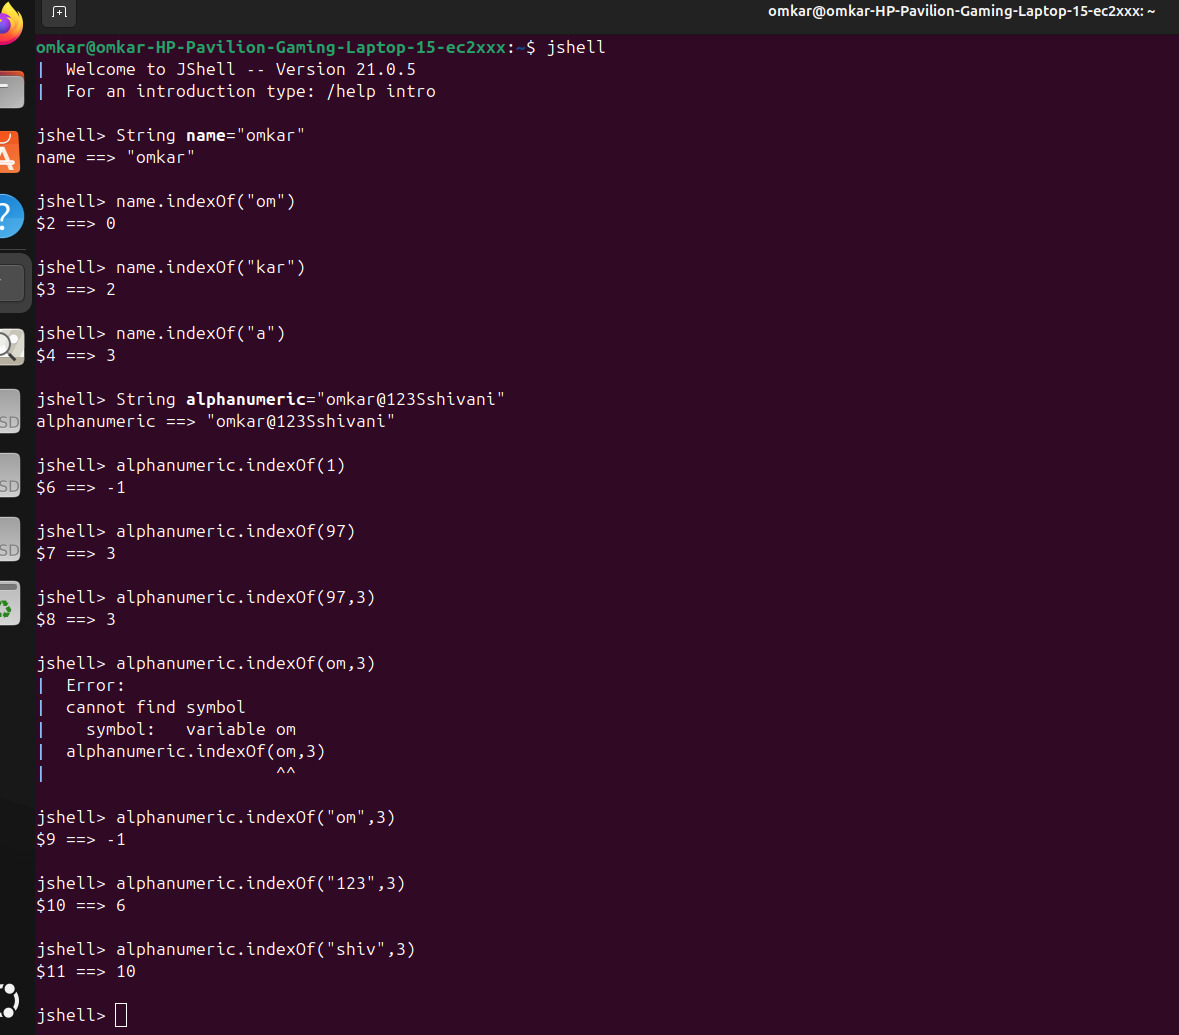 omkar@omkar-HP-Pavilion-Gaming-Laptop-15-ec2xxx: ~
omkar@omkar-HP-Pavilion-Gaming-Laptop-15-ec2xxx:~$ jshell
|  Welcome to JShell -- Version 21.0.5
|  For an introduction type: /help intro

jshell> String name="omkar"
name ==> "omkar"

jshell> name.indexOf("om")
$2 ==> 0

jshell> name.indexOf("kar")
$3 ==> 2

jshell> name.indexOf("a")
$4 ==> 3

jshell> String alphanumeric="omkar@123Sshivani"
alphanumeric ==> "omkar@123Sshivani"

jshell> alphanumeric.indexOf(1)
$6 ==> -1

jshell> alphanumeric.indexOf(97)
$7 ==> 3

jshell> alphanumeric.indexOf(97,3)
$8 ==> 3

jshell> alphanumeric.indexOf(om,3)
|  Error:
|  cannot find symbol
|    symbol:   variable om
|  alphanumeric.indexOf(om,3)
|                       ^^

jshell> alphanumeric.indexOf("om",3)
$9 ==> -1

jshell> alphanumeric.indexOf("123",3)
$10 ==> 6

jshell> alphanumeric.indexOf("shiv",3)
$11 ==> 10

jshell>
SD
SD
SD